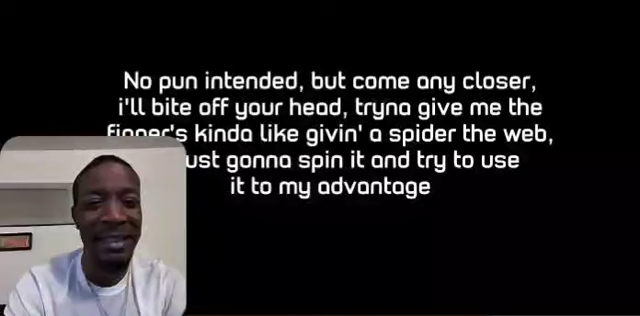 No pun intended, but come any closer,
i'll bite off your head, tryna give me the
finger's kinda like givin' a spider the web,
gonna spin it and try to use
it to my advantage